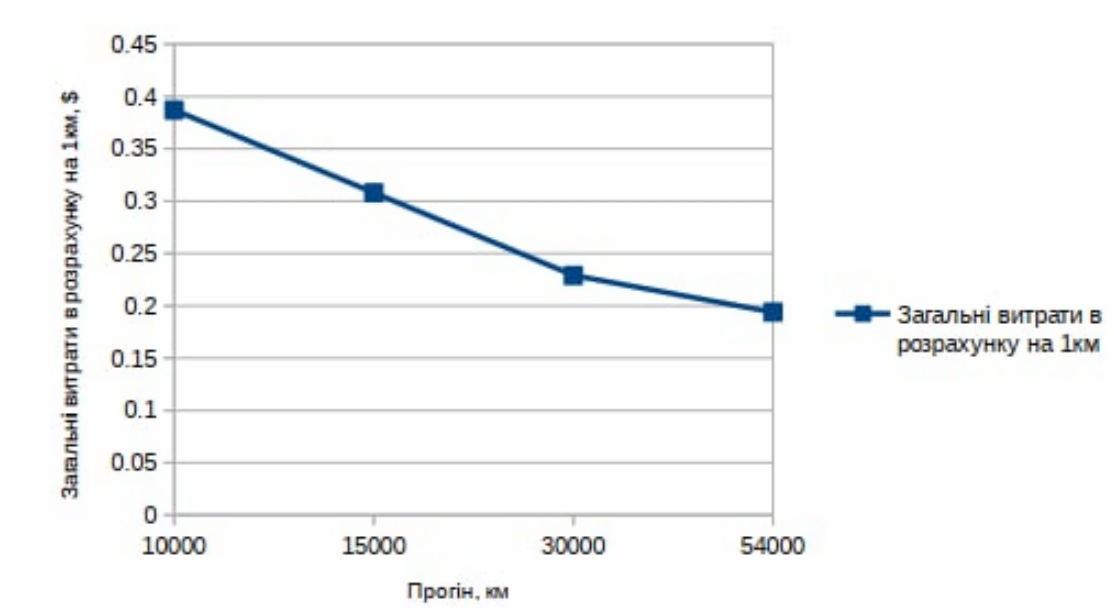 0.45
0.4
0.35
0.3
0.25
0.2
0.15
0.1
0.05
0
Загальні витрати в розрахунку на 1км, $
10000 15000 30000 54000
Прогін, км
Загальні витрати в
розрахунку на 1км